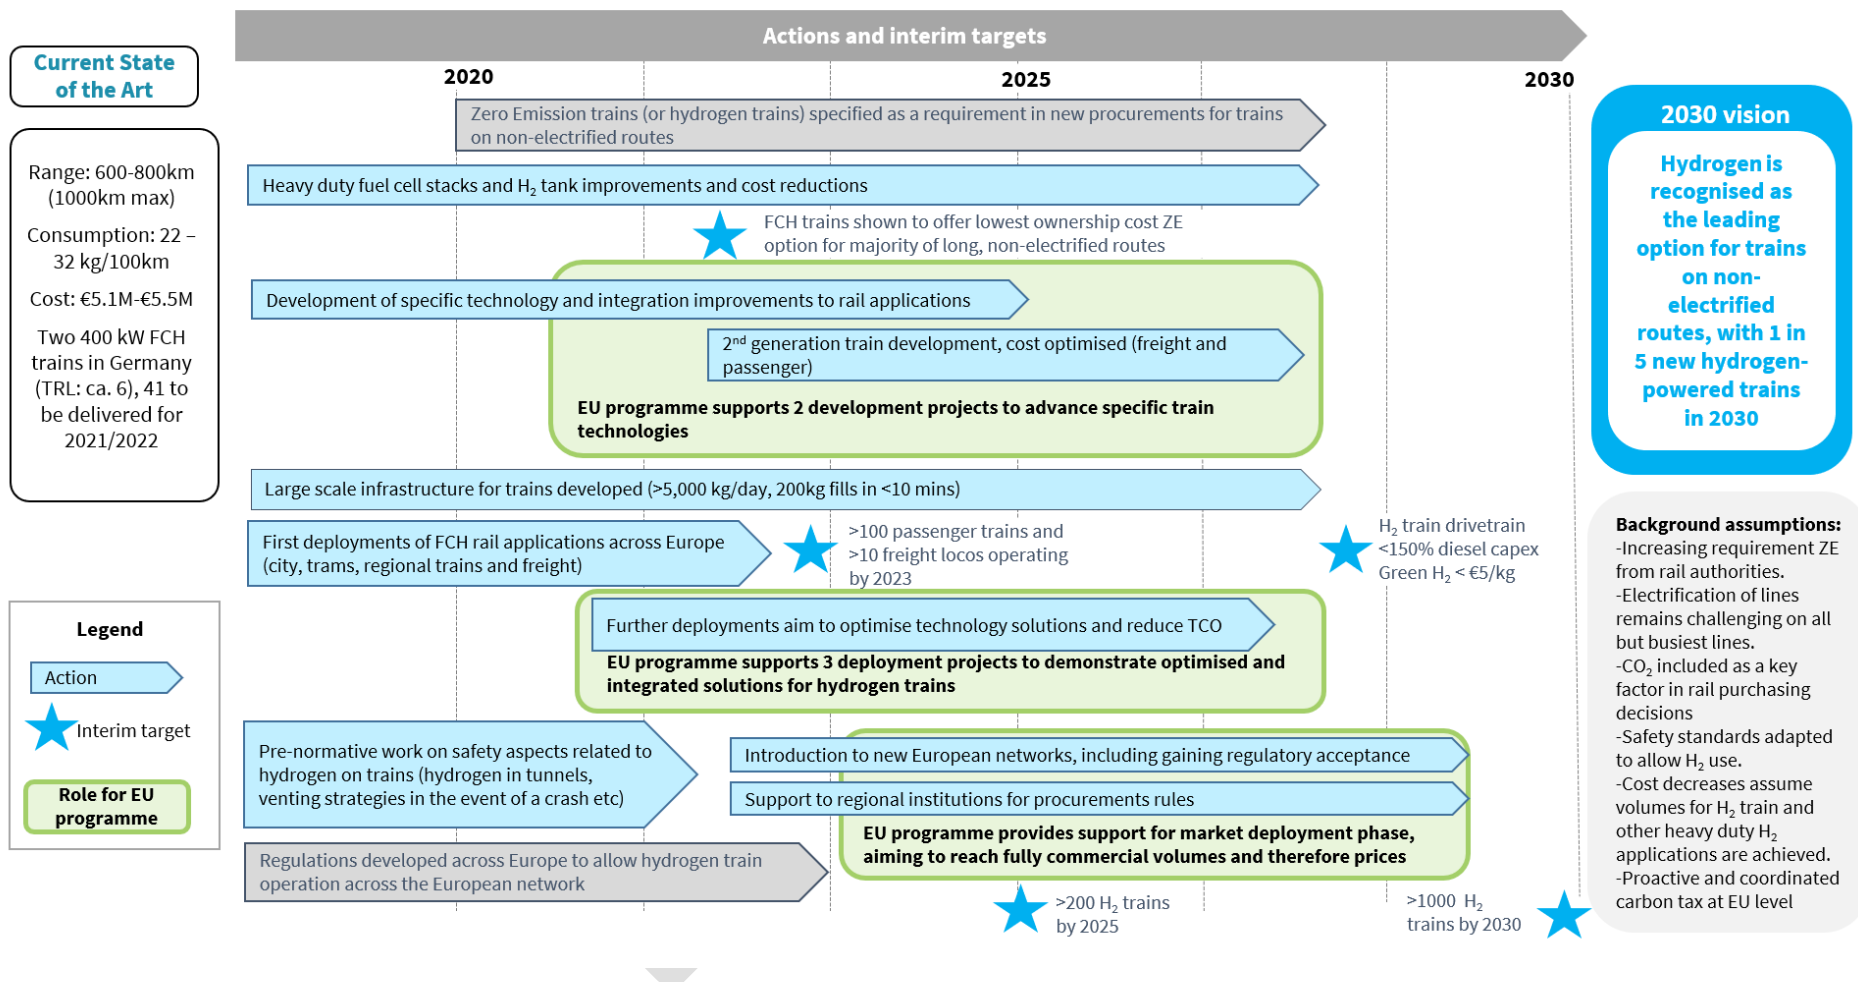 Actions and interim targets
Current State
of the Art
2020
2025
2030
Range: 600-800km
(1000km max)
Consumption: 22 –
32 kg/100km
Cost: €5.1M-€5.5M
Two 400 kW FCH
trains in Germany
(TRL: ca. 6), 41 to
be delivered for
2021/2022
Zero Emission trains (or hydrogen trains) specified as a requirement in new procurements for trains
on non-electrified routes
Heavy duty fuel cell stacks and H₂ tank improvements and cost reductions
FCH trains shown to offer lowest ownership cost ZE
option for majority of long, non-electrified routes
Development of specific technology and integration improvements to rail applications
2nd generation train development, cost optimised (freight and
passenger)
EU programme supports 2 development projects to advance specific train
technologies
Large scale infrastructure for trains developed (>5,000 kg/day, 200kg fills in <10 mins)
First deployments of FCH rail applications across Europe
(city, trams, regional trains and freight)
>100 passenger trains and
>10 freight locos operating
by 2023
H₂ train drivetrain
<150% diesel capex
Green H₂ < €5/kg
Further deployments aim to optimise technology solutions and reduce TCO
EU programme supports 3 deployment projects to demonstrate optimised and
integrated solutions for hydrogen trains
Pre-normative work on safety aspects related to
hydrogen on trains (hydrogen in tunnels,
venting strategies in the event of a crash etc)
Introduction to new European networks, including gaining regulatory acceptance
Support to regional institutions for procurements rules
EU programme provides support for market deployment phase,
aiming to reach fully commercial volumes and therefore prices
Regulations developed across Europe to allow hydrogen train
operation across the European network
>200 H₂ trains
by 2025
>1000 H₂
trains by 2030
Legend
Action
Interim target
Role for EU
programme
2030 vision
Hydrogen is
recognised as
the leading
option for trains
on non-
electrified
routes, with 1 in
5 new hydrogen-
powered trains
in 2030
Background assumptions:
-Increasing requirement ZE
from rail authorities.
-Electrification of lines
remains challenging on all
but busiest lines.
-CO₂ included as a key
factor in rail purchasing
decisions
-Safety standards adapted
to allow H₂ use.
-Cost decreases assume
volumes for H₂ train and
other heavy duty H₂
applications are achieved.
-Proactive and coordinated
carbon tax at EU level